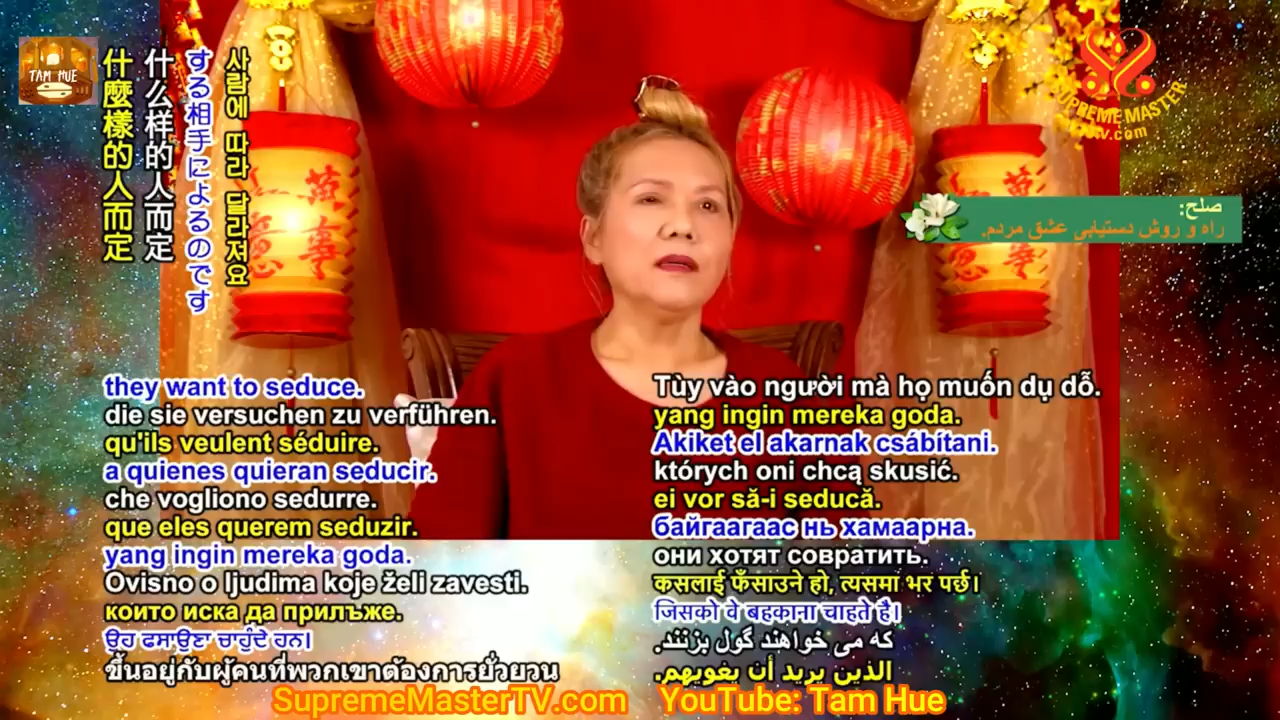 TAM HUE
什麼樣的人而定
什么样的人而定
する相手によるのです
사람에 따라 달라져요
SUPREME MASTER
TV.com
صلح:
راه و روش دستیابی عشق مردم.
they want to seduce.
die sie versuchen zu verführen.
qu'ils veulent séduire.
a quienes quieran seducir.
che vogliono sedurre.
que eles querem seduzir.
yang ingin mereka goda.
Ovisno o ljudima koje želi zavesti.
които иска да прилъже.
ਉਹ ਫਸਾਉਣਾ ਚਾਹੁੰਦੇ ਹਨ।
ขึ้นอยู่กับผู้คนที่พวกเขาต้องการยั่วยวน
Tùy vào người mà họ muốn dụ dỗ.
yang ingin mereka goda.
Akiket el akarnak csábítani.
których oni chcą skusić.
ei vor să-i seducă.
байгаагаас нь хамаарна.
они хотят совратить.
कसलाई फँसाउने हो, त्यसमा भर पर्छ।
जिसको वे बहकाना चाहते है।
که می خواهند گول بزنند.
الذين يريد أن يغويهم.
SupremeMasterTV.com
YouTube: Tam Hue